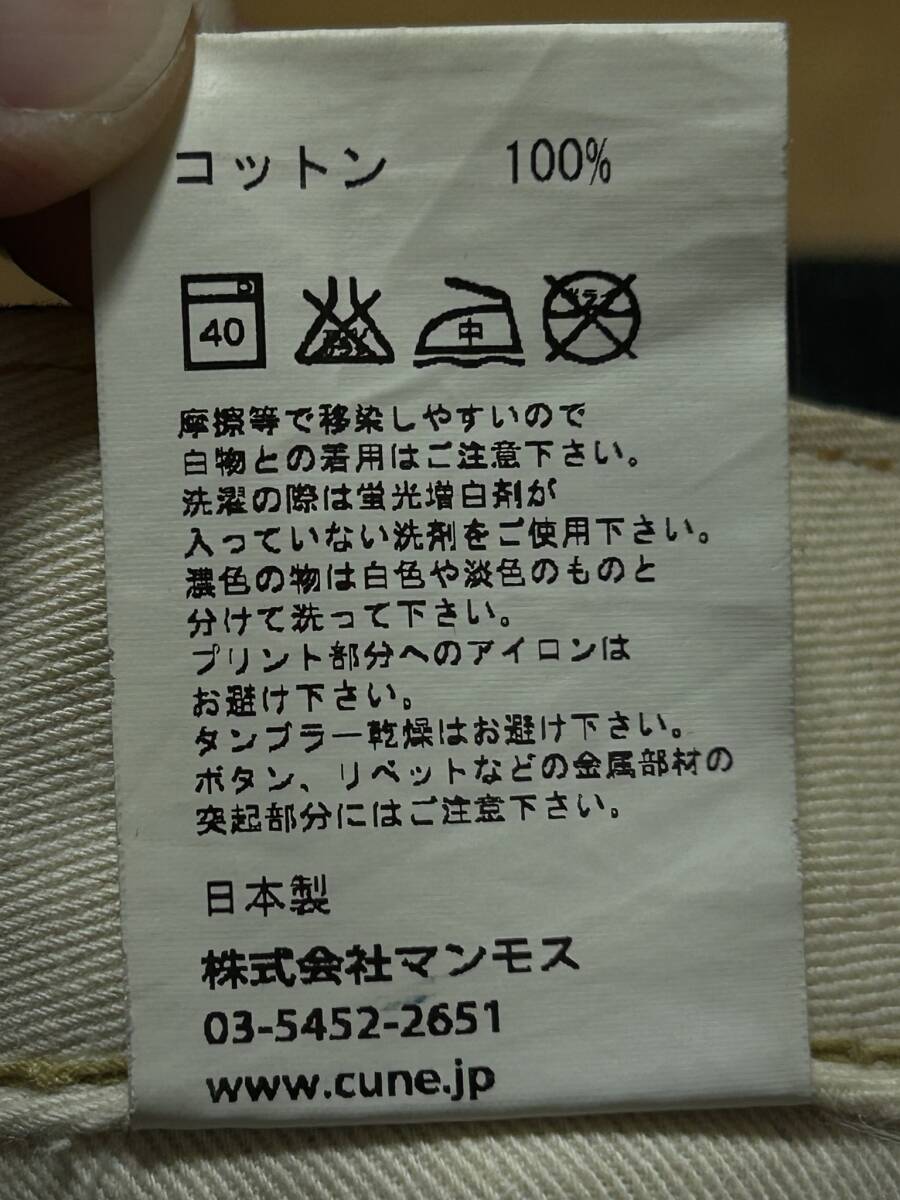 コットン 100%
40 中
摩擦等で移染しやすいので
白物との着用はご注意下さい。
洗濯の際は蛍光増白剤が
入っていない洗剤をご使用下さい。
濃色の物は白色や淡色のものと
分けて洗って下さい。
プリント部分へのアイロンは
お避け下さい。
タンブラー乾燥はお避け下さい。
ボタン、リベットなどの金属部材の
突起部分にはご注意下さい。
日本製
株式会社マンモス
03-5452-2651
www.cune.jp